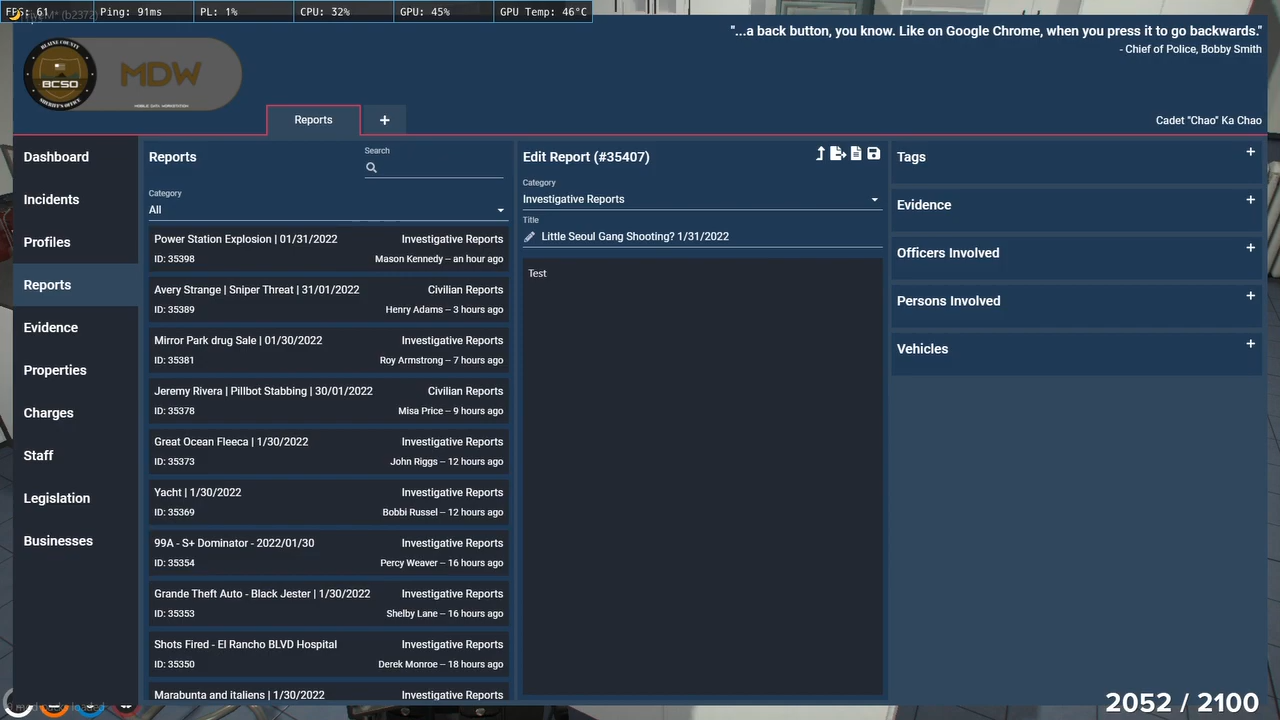 FPS: 61 Ping: 91ms PL: 1% CPU: 32% GPU: 45% GPU Temp: 46°C
"...a back button, you know. Like on Google Chrome, when you press it to go backwards."
- Chief of Police, Bobby Smith
BLAINE COUNTY
BCSO
SHERIFF'S OFFICE
MDW
MOBILE DATA WORKSTATION
Reports
+
Cadet "Chao" Ka Chao
Dashboard
Incidents
Profiles
Reports
Evidence
Properties
Charges
Staff
Legislation
Businesses
Reports
Search
Category
All
Power Station Explosion | 01/31/2022 Investigative Reports
ID: 35398 Mason Kennedy – an hour ago
Avery Strange | Sniper Threat | 31/01/2022 Civilian Reports
ID: 35389 Henry Adams – 3 hours ago
Mirror Park drug Sale | 01/30/2022 Investigative Reports
ID: 35381 Roy Armstrong – 7 hours ago
Jeremy Rivera | Pillbot Stabbing | 30/01/2022 Civilian Reports
ID: 35378 Misa Price – 9 hours ago
Great Ocean Fleeca | 1/30/2022 Investigative Reports
ID: 35373 John Riggs – 12 hours ago
Yacht | 1/30/2022 Investigative Reports
ID: 35369 Bobbi Russel – 12 hours ago
99A - S+ Dominator - 2022/01/30 Investigative Reports
ID: 35354 Percy Weaver – 16 hours ago
Grande Theft Auto - Black Jester | 1/30/2022 Investigative Reports
ID: 35353 Shelby Lane – 16 hours ago
Shots Fired - El Rancho BLVD Hospital Investigative Reports
ID: 35350 Derek Monroe – 18 hours ago
Marabunta and italiens | 1/30/2022 Investigative Reports
Edit Report (#35407)
Category
Investigative Reports
Title
Little Seoul Gang Shooting? 1/31/2022
Test
Tags +
Evidence +
Officers Involved +
Persons Involved +
Vehicles +
2052 / 2100